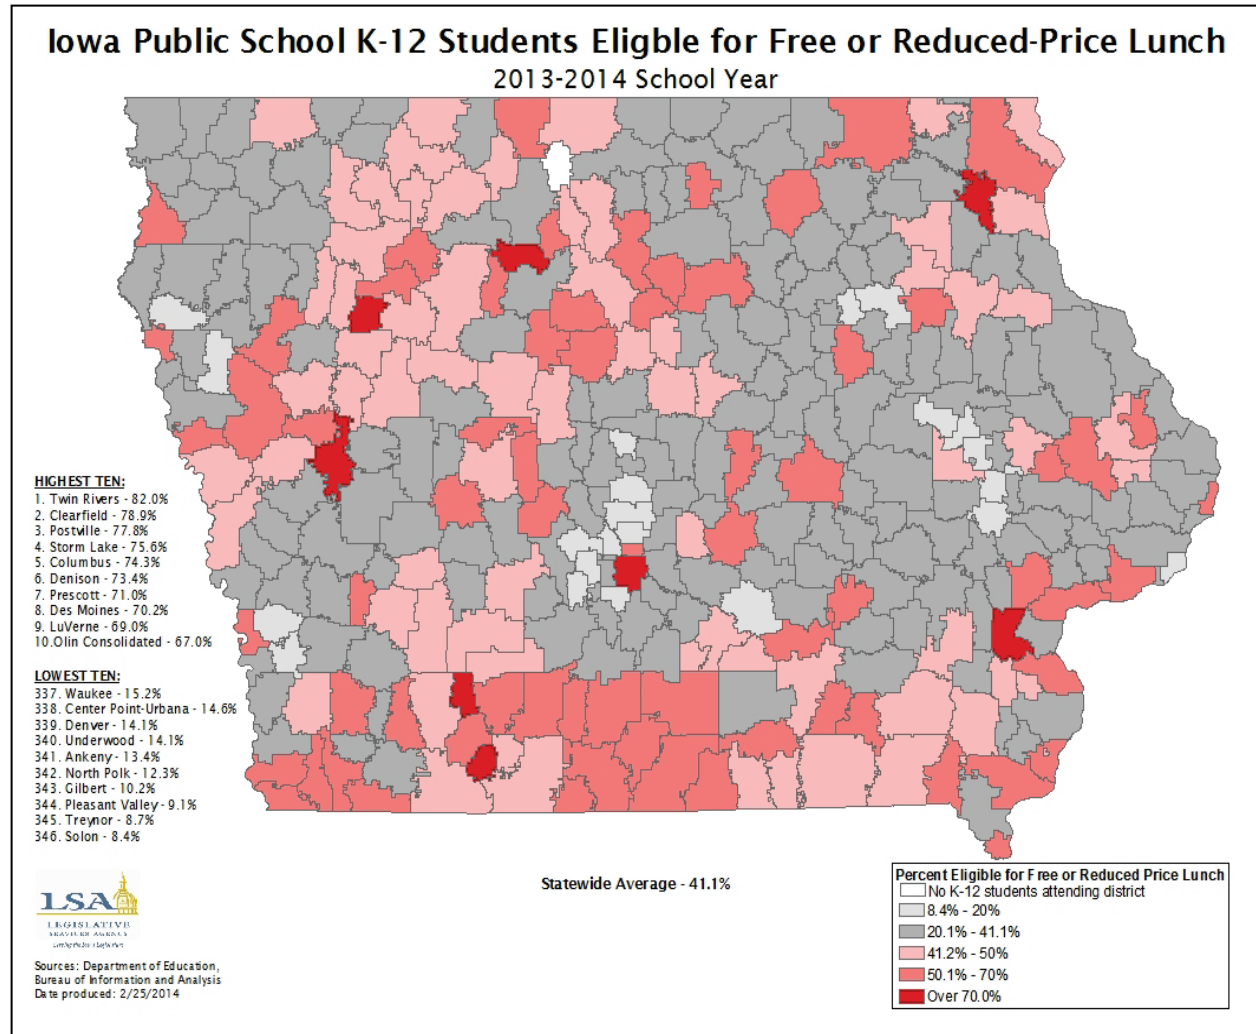 Iowa Public School K-12 Students Eligble for Free or Reduced-Price Lunch
2013-2014 School Year
HIGHEST TEN:
1. Twin Rivers - 82.0%
2. Clearfield - 78.9%
3. Postville - 77.8%
4. Storm Lake - 75.6%
5. Columbus - 74.3%
6. Denison - 73.4%
7. Prescott - 71.0%
8. Des Moines - 70.2%
9. LuVerne - 69.0%
10.Olin Consolidated - 67.0%
LOWEST TEN:
337. Waukee - 15.2%
338. Center Point-Urbana - 14.6%
339. Denver - 14.1%
340. Underwood - 14.1%
341. Ankeny - 13.4%
342. North Polk - 12.3%
343. Gilbert - 10.2%
344. Pleasant Valley - 9.1%
345. Treynor - 8.7%
346. Solon - 8.4%
LSA
LEGISLATIVE
SERVICES AGENCY
Serving the Iowa Legislature
Sources: Department of Education,
Bureau of Information and Analysis
Date produced: 2/25/2014
Statewide Average - 41.1%
Percent Eligible for Free or Reduced Price Lunch
No K-12 students attending district
8.4% - 20%
20.1% - 41.1%
41.2% - 50%
50.1% - 70%
Over 70.0%